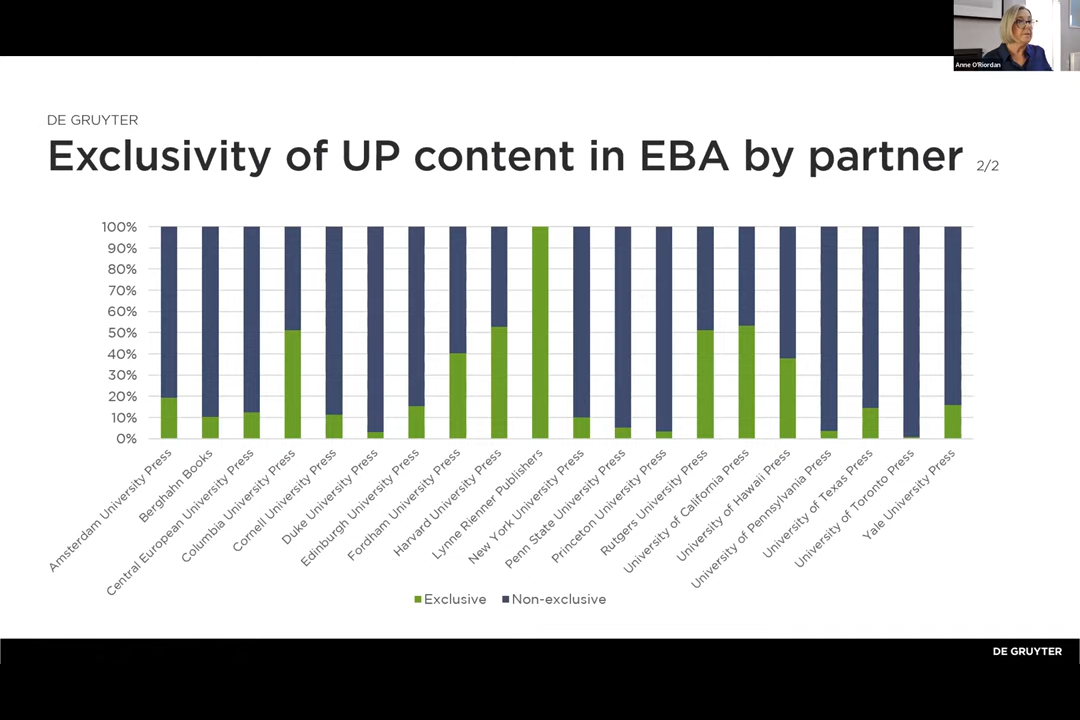 Anne O'Riordan
DE GRUYTER
Exclusivity of UP content in EBA by partner 2/2
100%
90%
80%
70%
60%
50%
40%
30%
20%
10%
0%
Amsterdam University Press
Berghahn Books
Central European University Press
Columbia University Press
Cornell University Press
Duke University Press
Edinburgh University Press
Fordham University Press
Harvard University Press
Lynne Rienner Publishers
New York University Press
Penn State University Press
Princeton University Press
Rutgers University Press
University of California Press
University of Hawaii Press
University of Pennsylvania Press
University of Texas Press
University of Toronto Press
Yale University Press
Exclusive Non-exclusive
DE GRUYTER